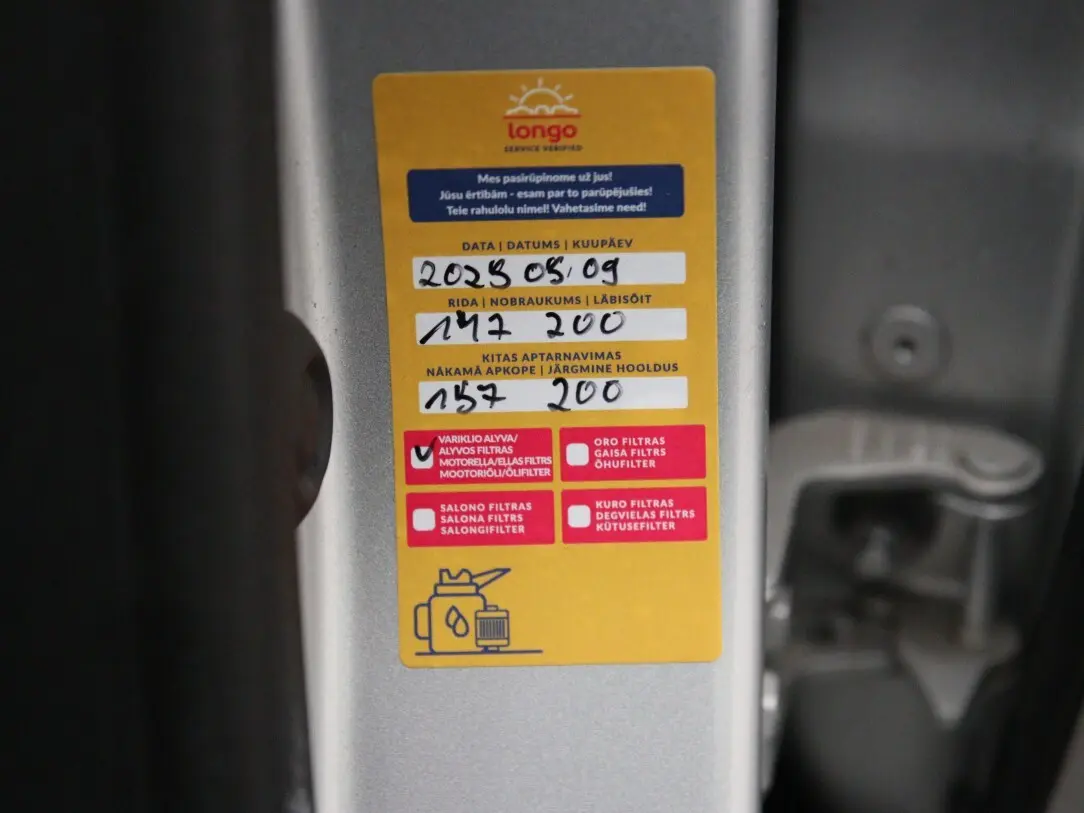 longo
SERVICE VERIFIED
Mes pasirūpinome už jus!
Jūsu ērtībām - esam par to parūpējušies!
Teie rahulolu nimel! Vahetasime need!
DATA | DATUMS | KUUPÄEV
2025 05.09
RIDA | NOBRAUKUMS | LÄBISÕIT
147 200
KITAS APTARNAVIMAS
NĀKAMĀ APKOPE | JÄRGMINE HOOLDUS
157 200
VARIKLIO ALYVA/
ALYVOS FILTRAS
MOTOREĻĻA/EĻĻAS FILTRS
MOOTORIÕLI/ÕLIFILTER
ORO FILTRAS
GAISA FILTRS
ÕHUFILTER
SALONO FILTRAS
SALONA FILTRS
SALONGIFILTER
KURO FILTRAS
DEGVIELAS FILTRS
KÜTUSEFILTER